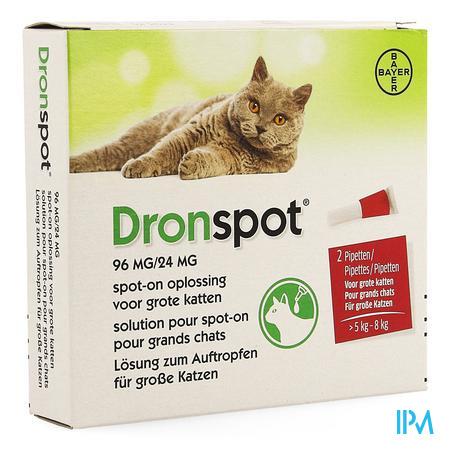 Dronspot®
96 MG/24 MG
spot-on oplossing voor grote katten
solution pour spot-on pour grands chats
Lösung zum Auftropfen für große Katzen
BAYER
BAYER
Dronspot®
96 MG/24 MG
spot-on oplossing
voor grote katten
solution pour spot-on
pour grands chats
Lösung zum Auftropfen
für große Katzen
2 Pipetten/
Pipettes/Pipetten
Voor grote katten
Pour grands chats
Für große Katzen
> 5 kg - 8 kg
IPM